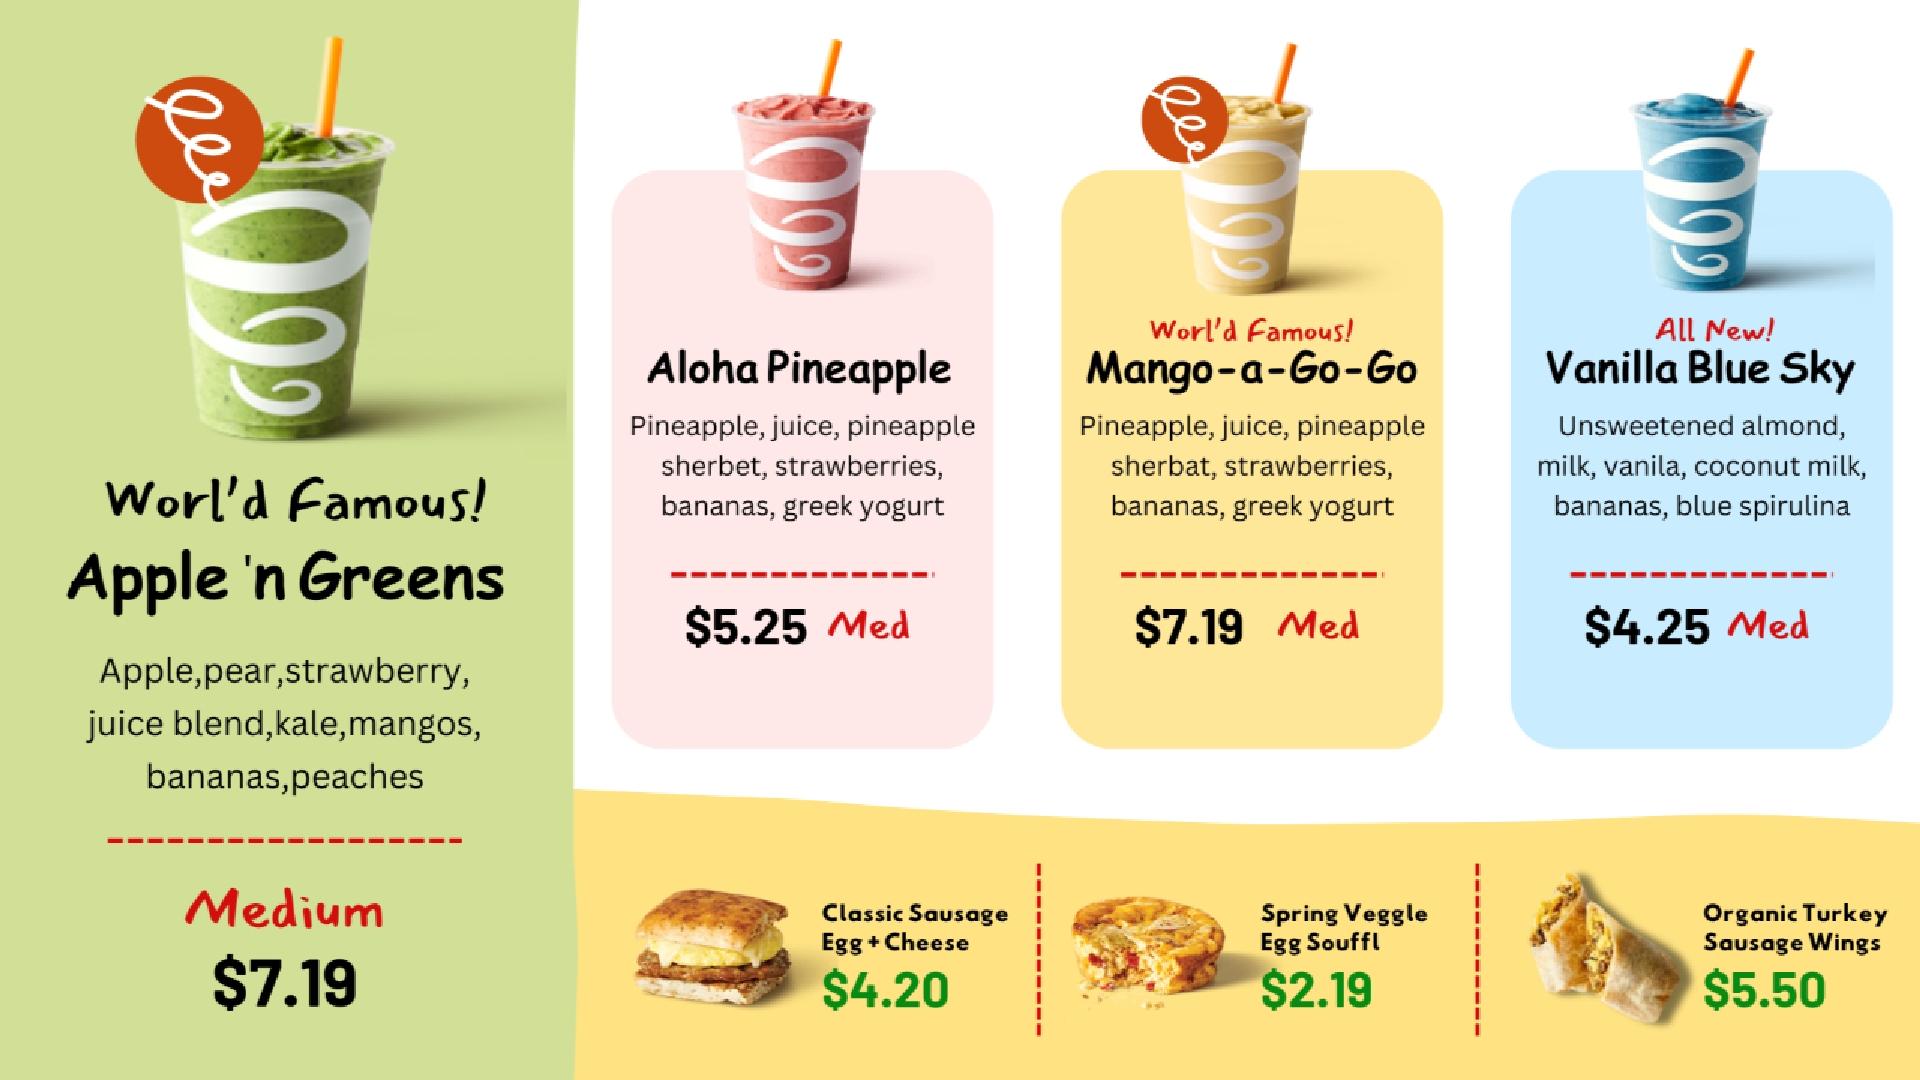 Worl'd Famous!
Apple 'n Greens
Apple,pear,strawberry,
juice blend,kale,mangos,
bananas,peaches
Medium
$7.19
Aloha Pineapple
Pineapple, juice, pineapple
sherbet, strawberries,
bananas, greek yogurt
$5.25 Med
Worl'd Famous!
Mango-a-Go-Go
Pineapple, juice, pineapple
sherbat, strawberries,
bananas, greek yogurt
$7.19 Med
All New!
Vanilla Blue Sky
Unsweetened almond,
milk, vanila, coconut milk,
bananas, blue spirulina
$4.25 Med
Classic Sausage
Egg + Cheese
$4.20
Spring Veggle
Egg Souffl
$2.19
Organic Turkey
Sausage Wings
$5.50